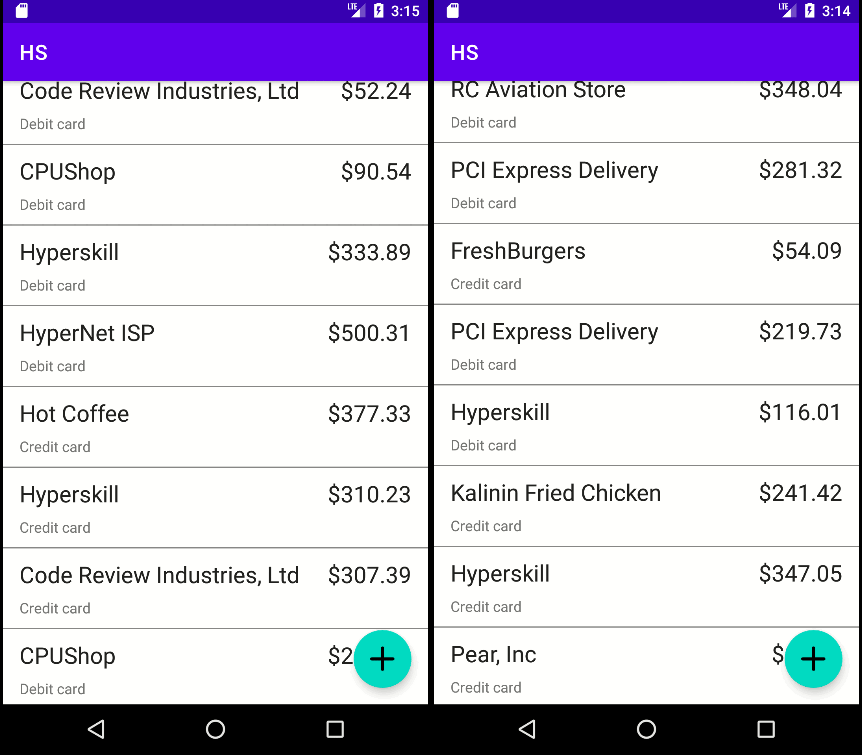 LTE 3:15
HS
Code Review Industries, Ltd $52.24
Debit card
CPUShop $90.54
Debit card
Hyperskill $333.89
Debit card
HyperNet ISP $500.31
Debit card
Hot Coffee $377.33
Credit card
Hyperskill $310.23
Credit card
Code Review Industries, Ltd $307.39
Credit card
CPUShop $2
Debit card
LTE 3:14
HS
RC Aviation Store $348.04
Debit card
PCI Express Delivery $281.32
Debit card
FreshBurgers $54.09
Credit card
PCI Express Delivery $219.73
Debit card
Hyperskill $116.01
Debit card
Kalinin Fried Chicken $241.42
Credit card
Hyperskill $347.05
Credit card
Pear, Inc $
Credit card